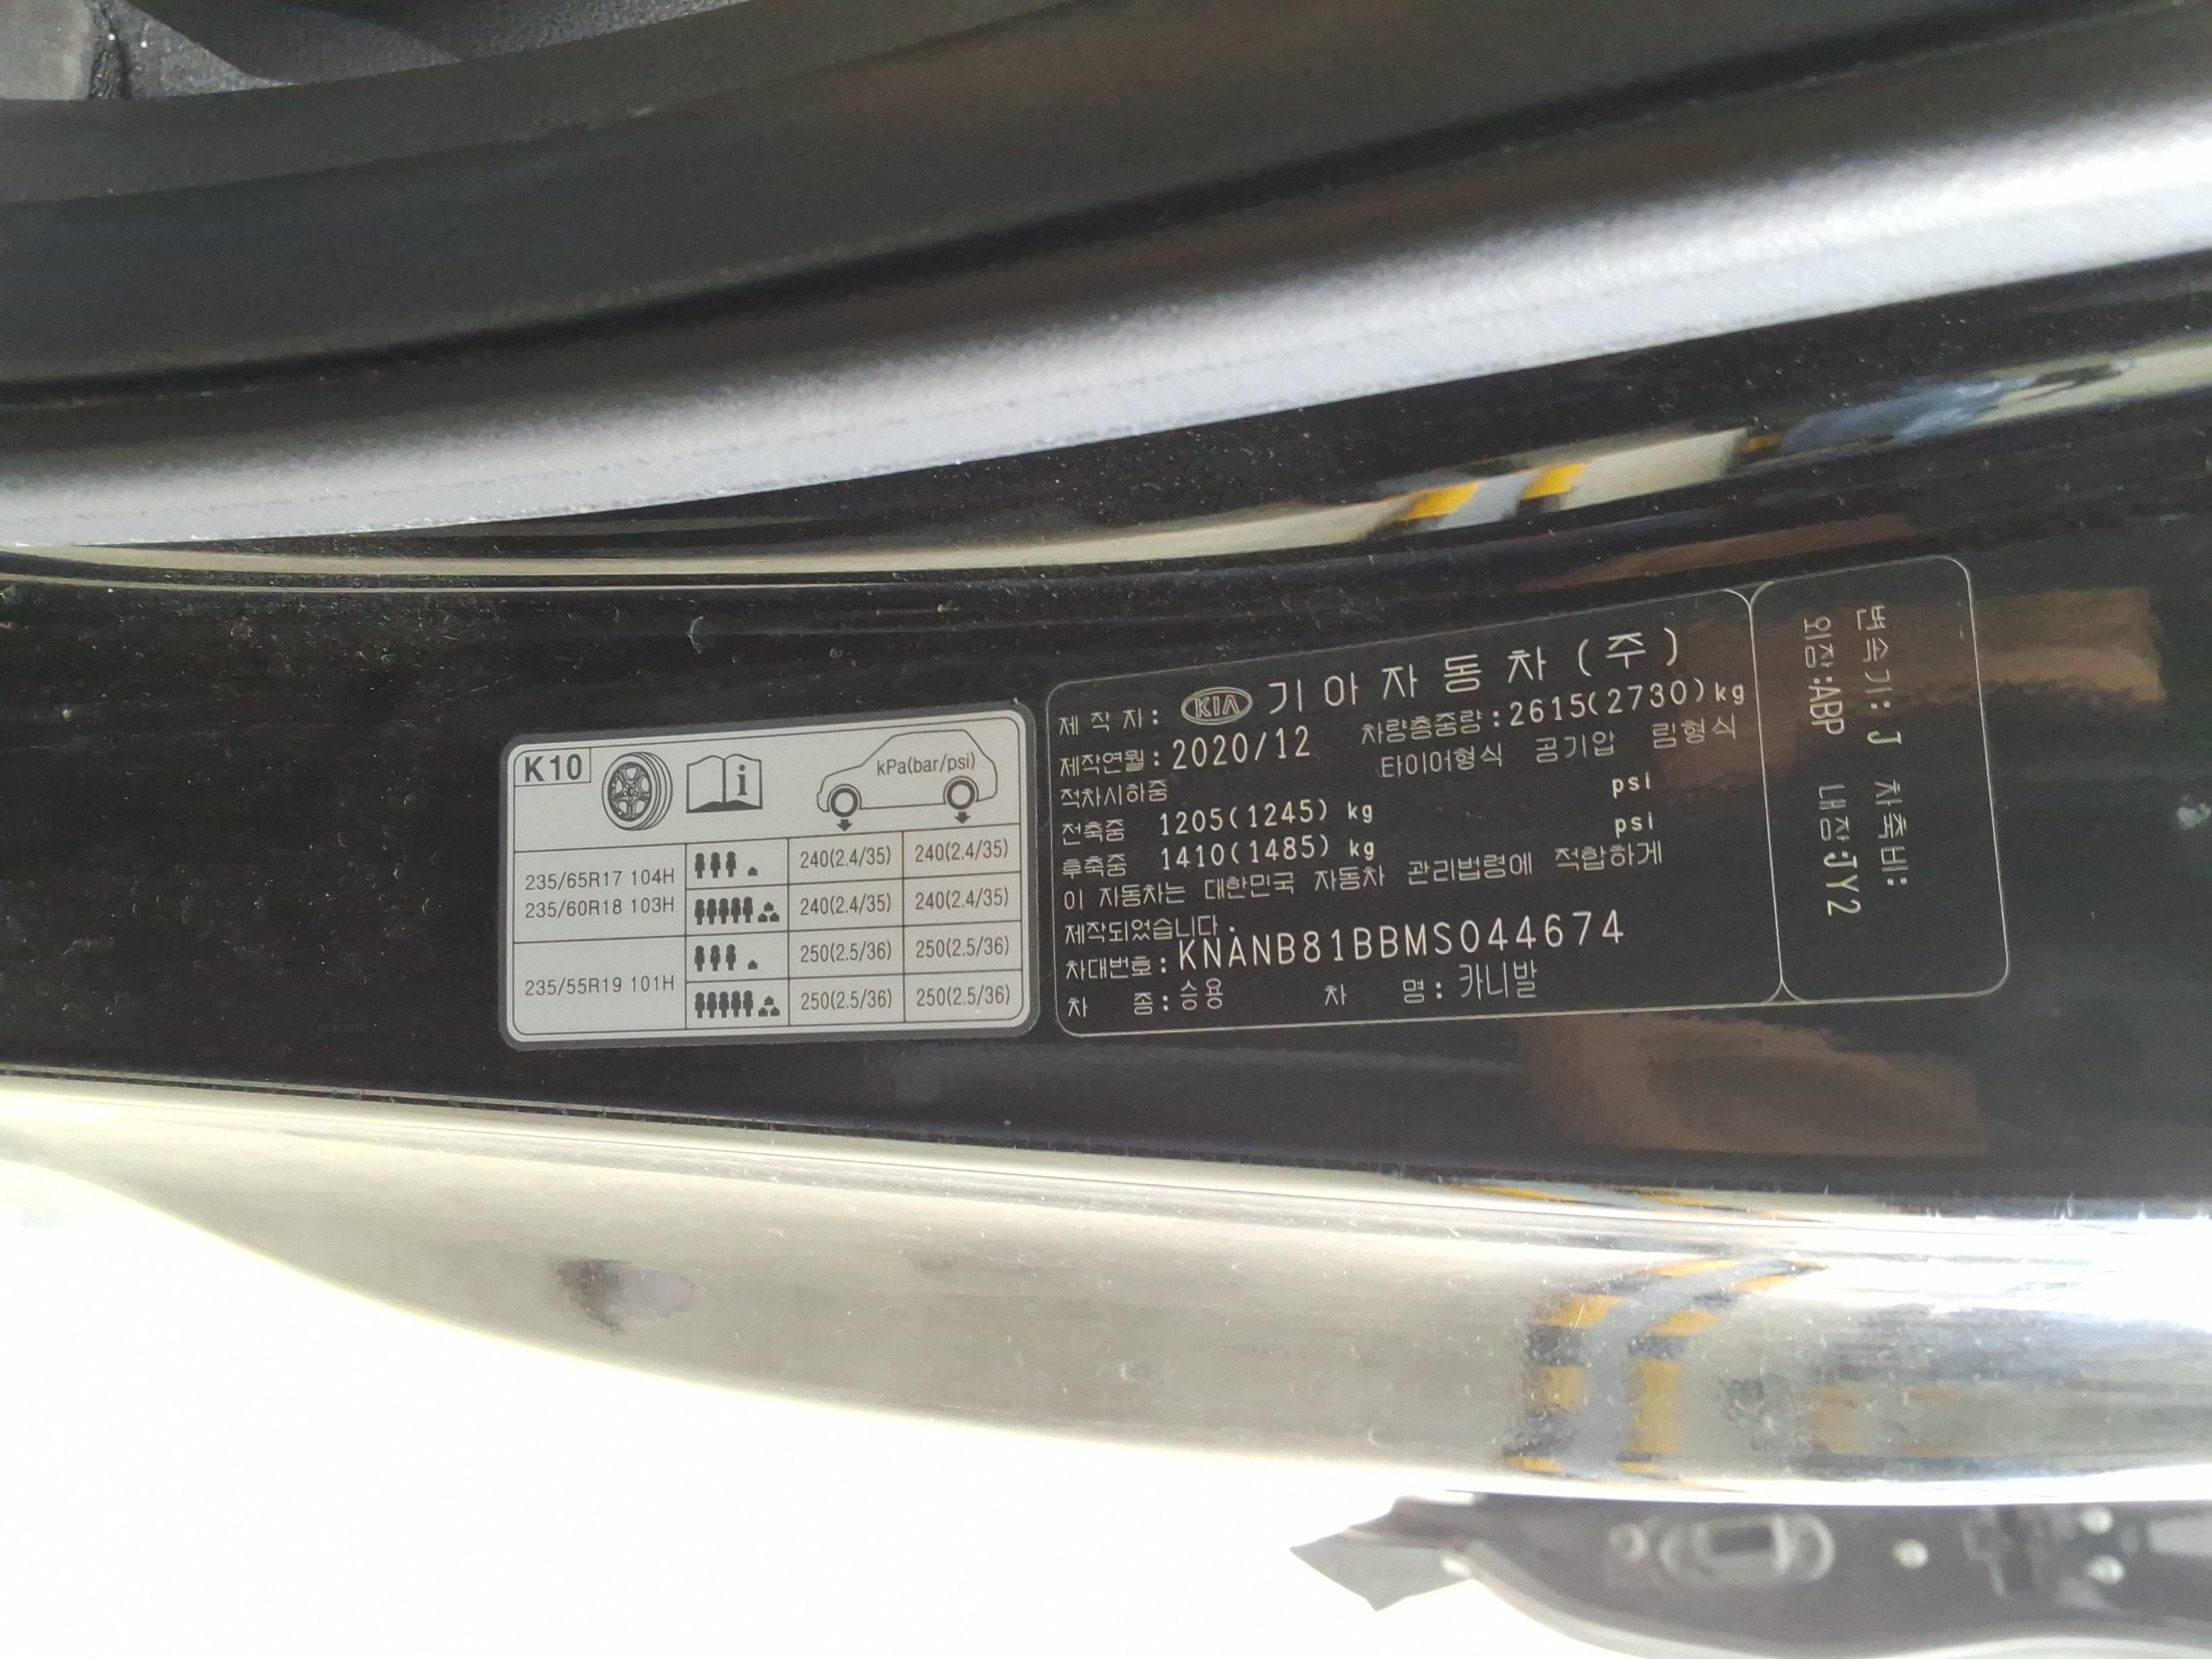 K10
kPa(bar/psi)
235/65R17 104H
235/60R18 103H
240(2.4/35) 240(2.4/35)
240(2.4/35) 240(2.4/35)
235/55R19 101H
250(2.5/36) 250(2.5/36)
250(2.5/36) 250(2.5/36)
제 작 자 : KIA 기 아 자 동 차 ( 주 )
제작연월 : 2020/12 차량총중량 : 2615(2730)kg
적차시하중 타이어형식 공기압 림형식
전축중 1205(1245) kg psi
후축중 1410(1485) kg psi
이 자동차는 대한민국 자동차 관리법령에 적합하게
제작되었습니다.
차대번호 : KNANB81BBMS044674
차 종 : 승용 차 명 : 카니발
변속기 : J 차축비 :
외장:ABP 내장:JY2